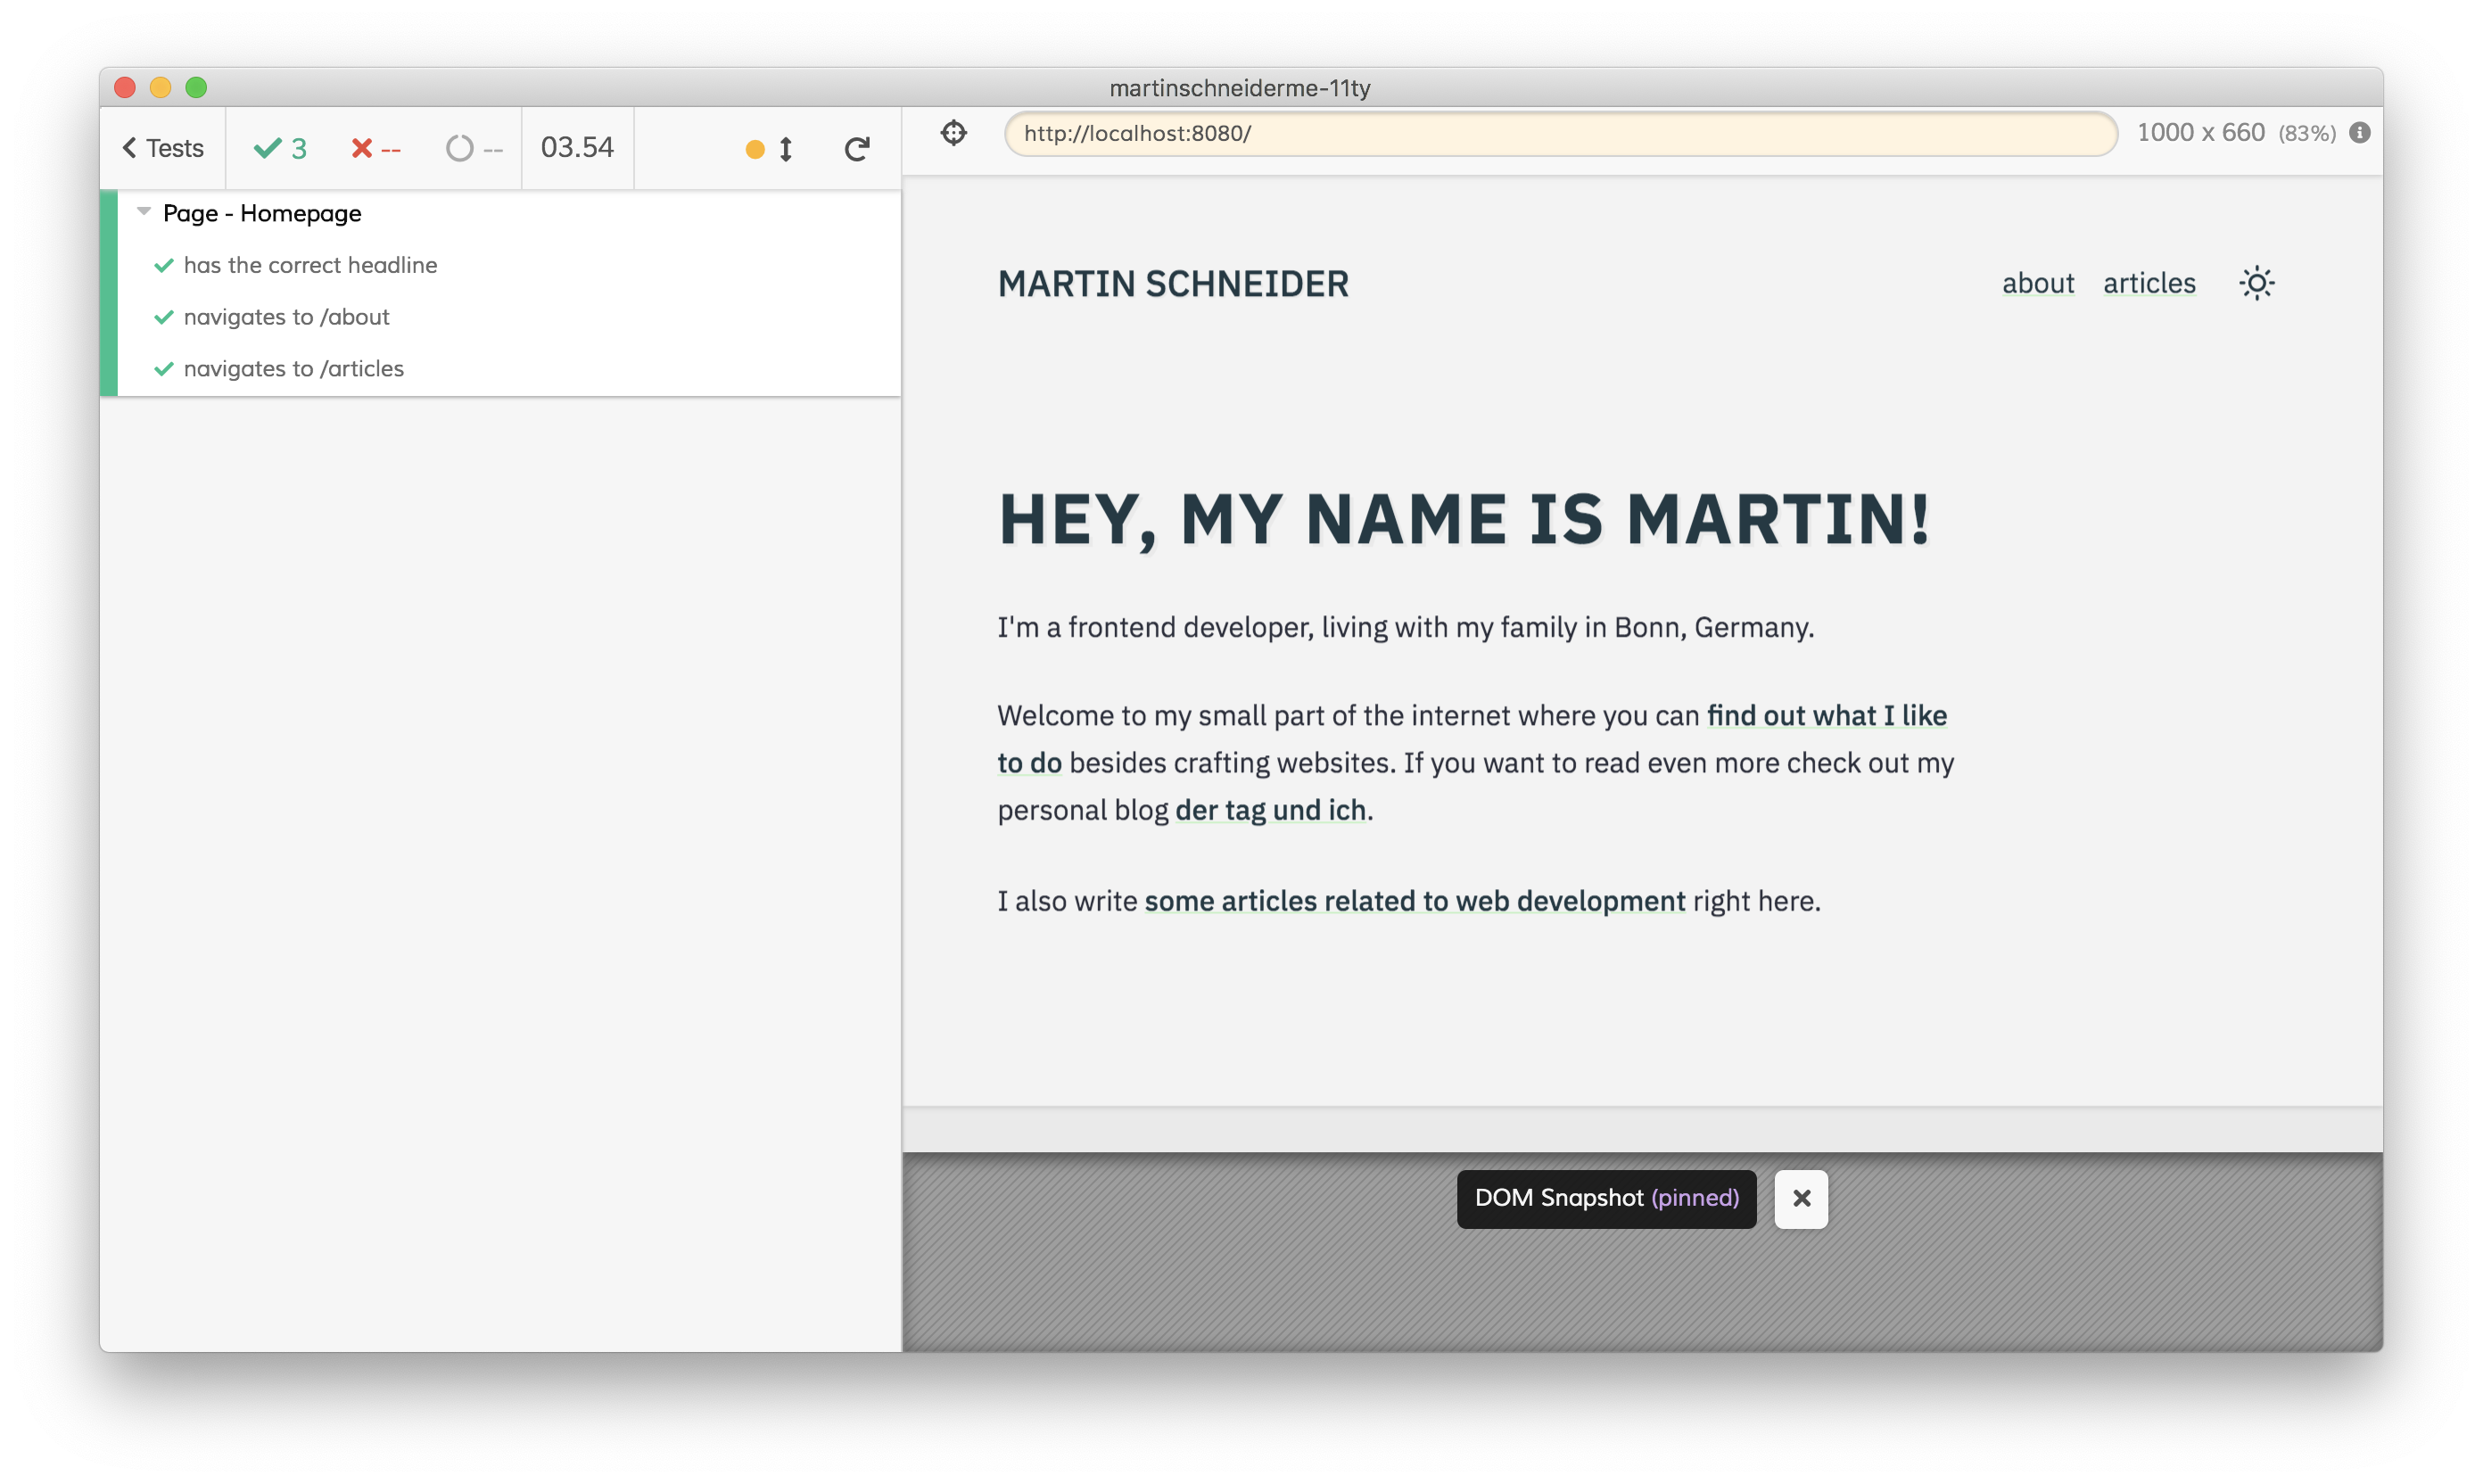 martinschneiderme-11ty
Tests 3 -- -- 03.54
http://localhost:8080/ 1000 x 660 (83%)
Page - Homepage
has the correct headline
navigates to /about
navigates to /articles
MARTIN SCHNEIDER about articles
HEY, MY NAME IS MARTIN!
I'm a frontend developer, living with my family in Bonn, Germany.
Welcome to my small part of the internet where you can find out what I like
to do besides crafting websites. If you want to read even more check out my
personal blog der tag und ich.
I also write some articles related to web development right here.
DOM Snapshot (pinned)